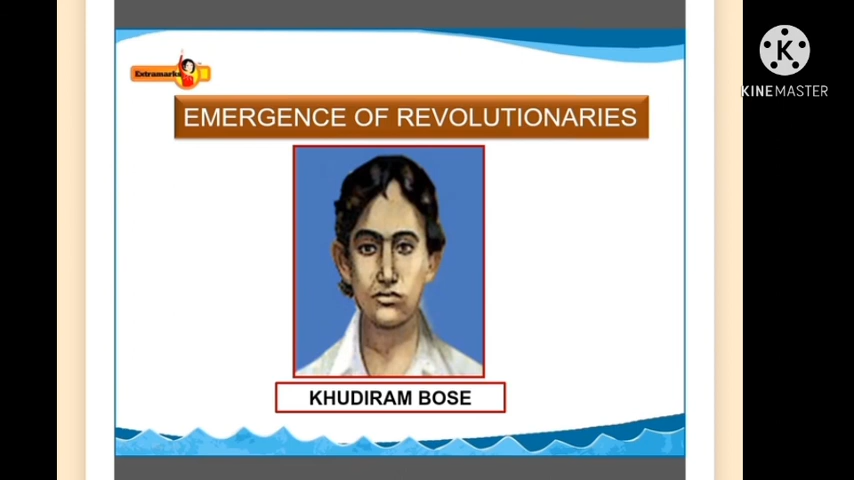 Extramarks
KINEMASTER
EMERGENCE OF REVOLUTIONARIES
KHUDIRAM BOSE